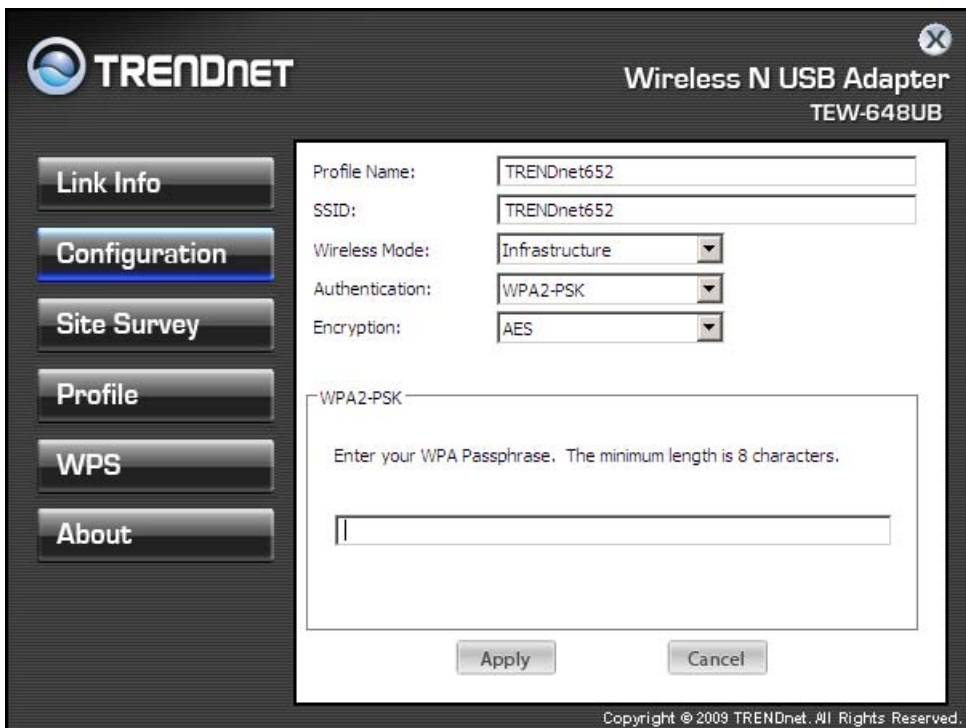 TRENDnet
Wireless N USB Adapter
TEW-648UB
Link Info
Configuration
Site Survey
Profile
WPS
About
Profile Name: TRENDnet652
SSID: TRENDnet652
Wireless Mode: Infrastructure
Authentication: WPA2-PSK
Encryption: AES
WPA2-PSK
Enter your WPA Passphrase. The minimum length is 8 characters.
Apply Cancel
Copyright © 2009 TRENDnet. All Rights Reserved.